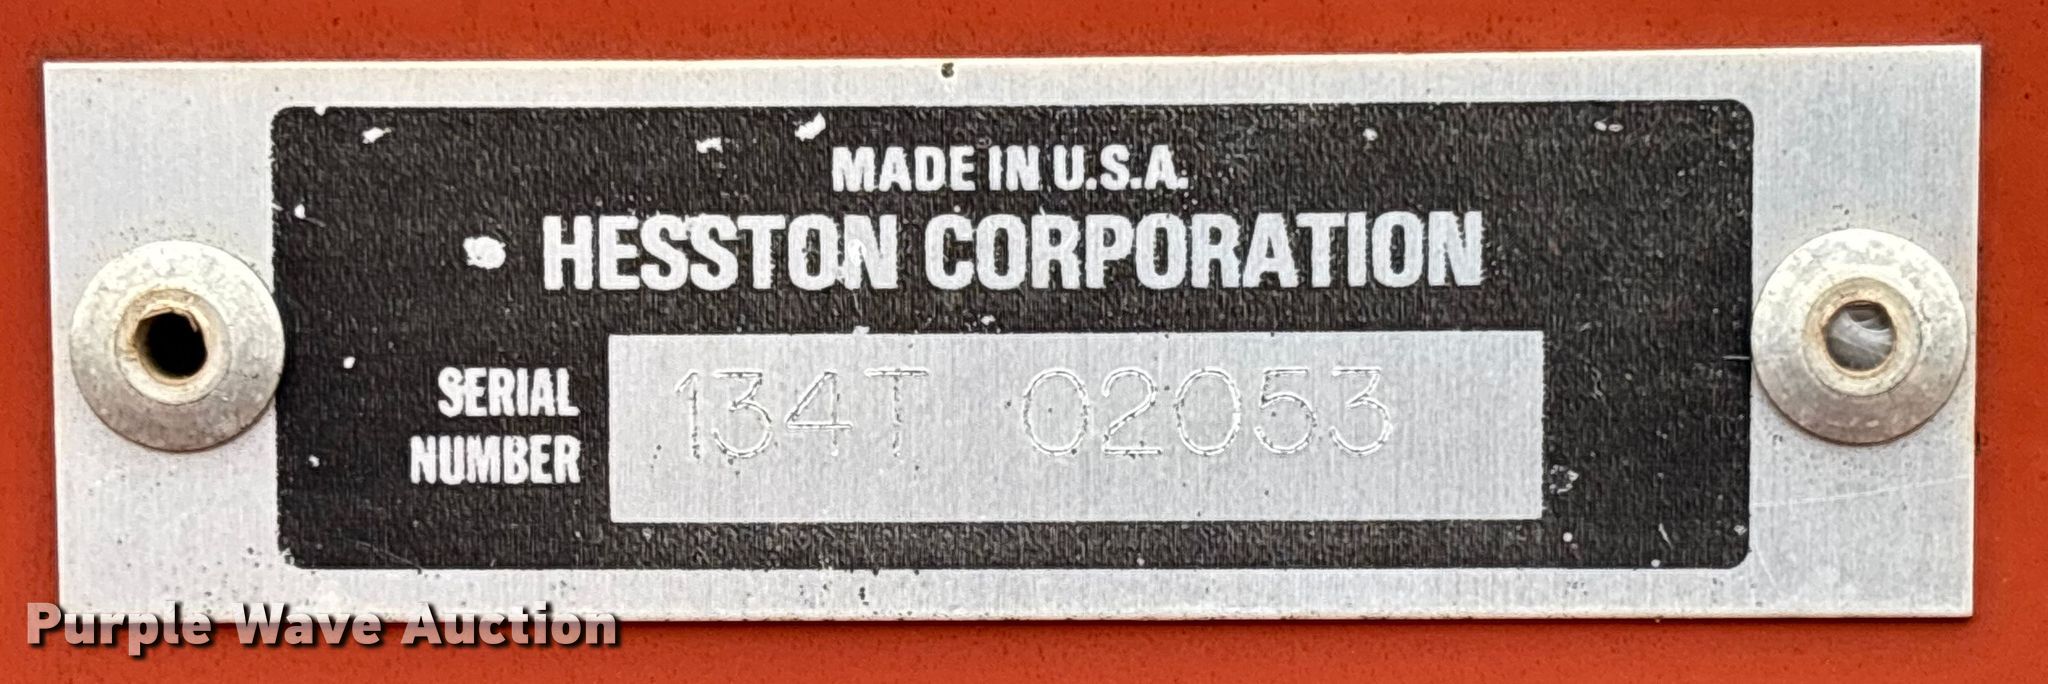 MADE IN U.S.A.
HESSTON CORPORATION
SERIAL
NUMBER
134T 02053
Purple Wave Auction